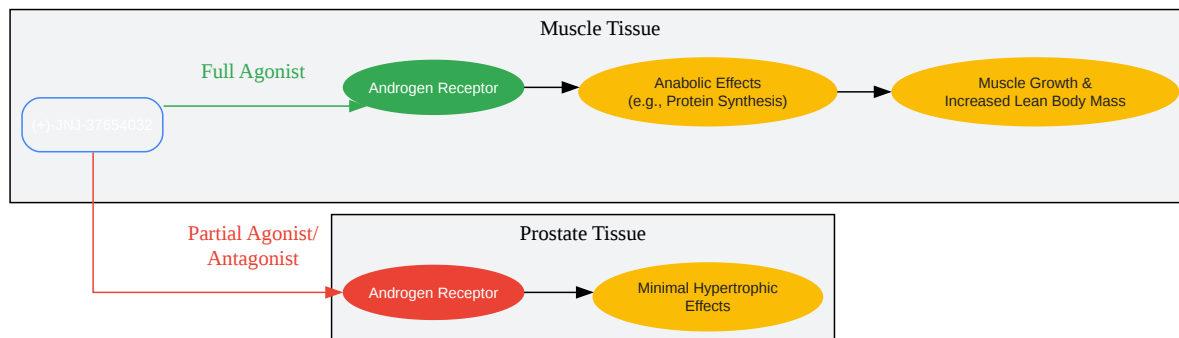 Muscle Tissue
Full Agonist
(+)-JNJ-37654032
Androgen Receptor
Anabolic Effects
(e.g., Protein Synthesis)
Muscle Growth &
Increased Lean Body Mass
Partial Agonist/
Antagonist
Prostate Tissue
Androgen Receptor
Minimal Hypertrophic
Effects